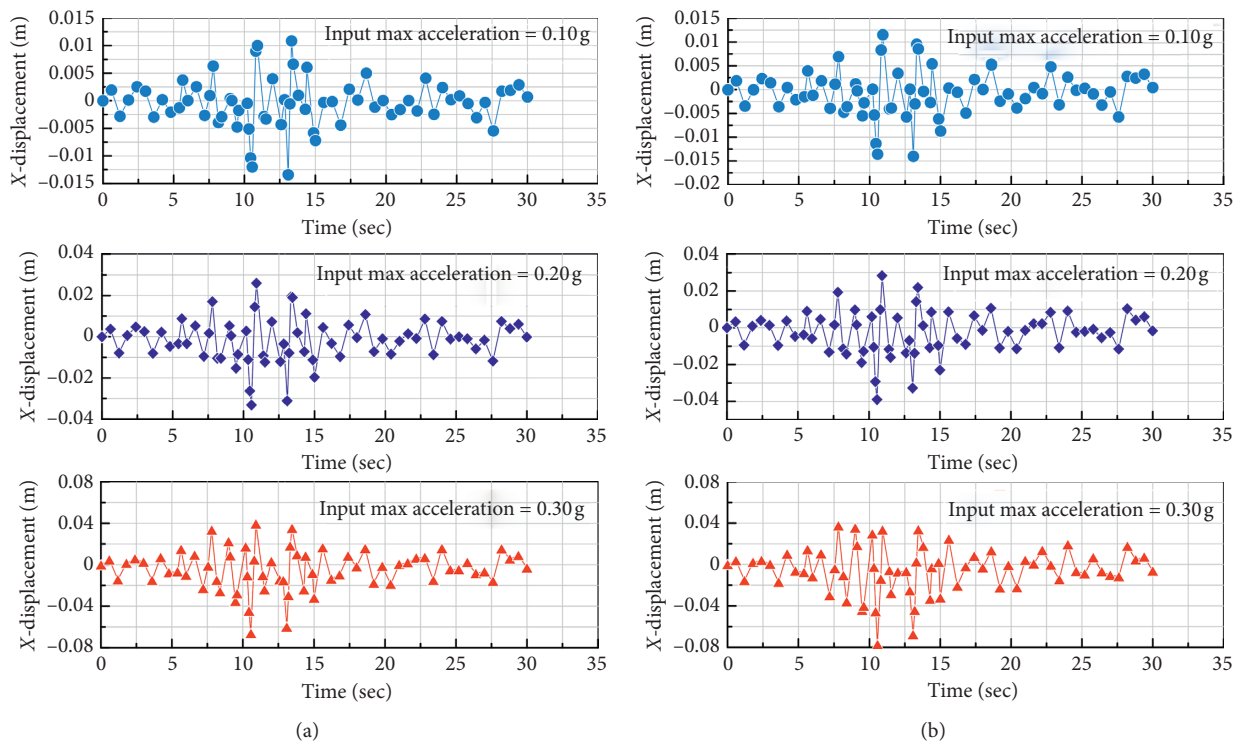 0.015
0.01
0.005
0
−0.005
−0.01
−0.015
X-displacement (m)
Input max acceleration = 0.10 g
0 5 10 15 20 25 30 35
Time (sec)
0.04
0.02
0
−0.02
−0.04
X-displacement (m)
Input max acceleration = 0.20 g
0 5 10 15 20 25 30 35
Time (sec)
0.08
0.04
0
−0.04
−0.08
X-displacement (m)
Input max acceleration = 0.30 g
0 5 10 15 20 25 30 35
Time (sec)
(a)
0.015
0.01
0.005
0
−0.005
−0.01
−0.015
−0.02
X-displacement (m)
Input max acceleration = 0.10 g
0 5 10 15 20 25 30 35
Time (sec)
0.04
0.02
0
−0.02
−0.04
X-displacement (m)
Input max acceleration = 0.20 g
0 5 10 15 20 25 30 35
Time (sec)
0.08
0.04
0
−0.04
−0.08
X-displacement (m)
Input max acceleration = 0.30 g
0 5 10 15 20 25 30 35
Time (sec)
(b)